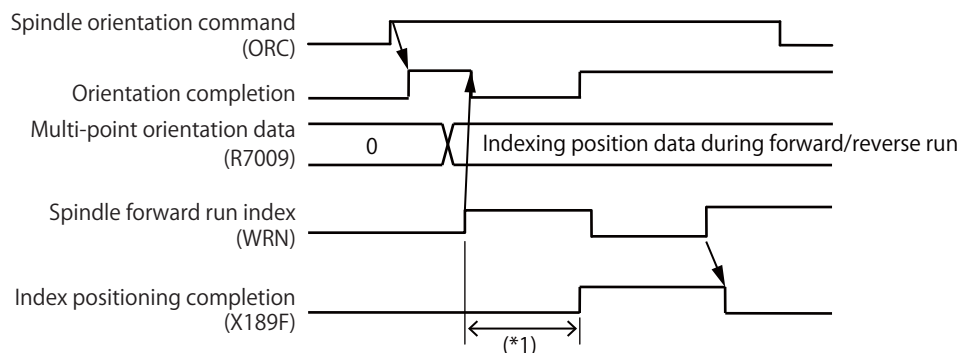 Spindle orientation command
(ORC)
Orientation completion
Multi-point orientation data
(R7009)
0
Indexing position data during forward/reverse run
Spindle forward run index
(WRN)
Index positioning completion
(X189F)
(*1)